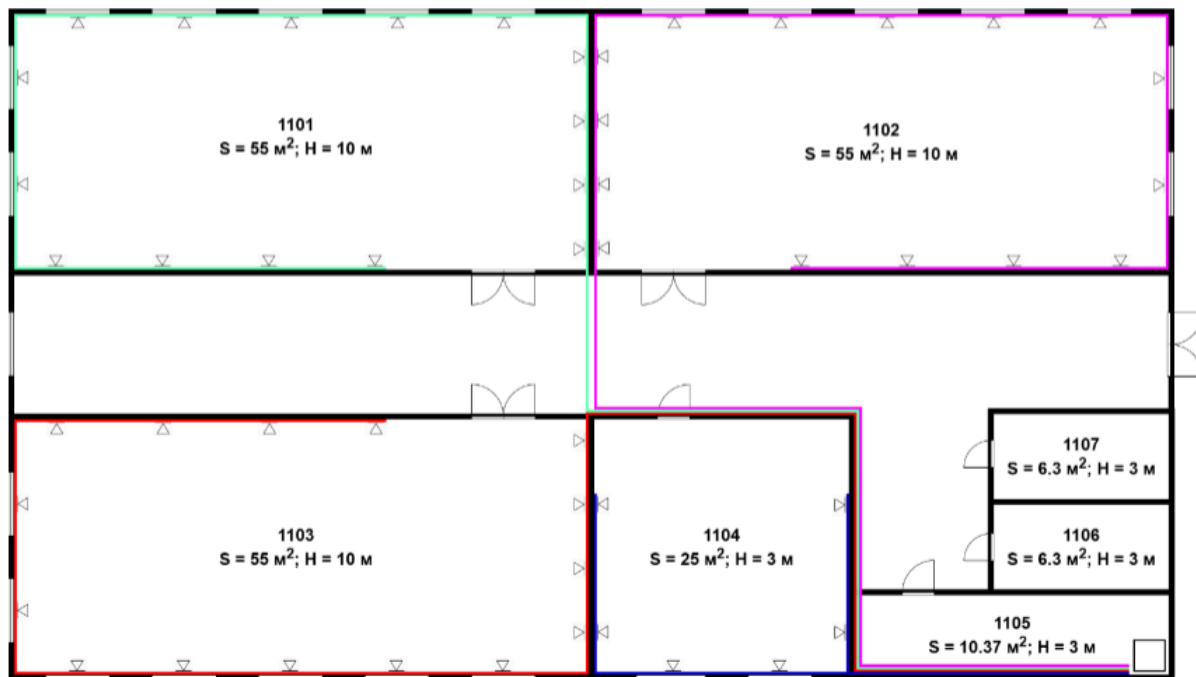 1101
S = 55 м²; H = 10 м
1102
S = 55 м²; H = 10 м
1103
S = 55 м²; H = 10 м
1104
S = 25 м²; H = 3 м
1107
S = 6.3 м²; H = 3 м
1106
S = 6.3 м²; H = 3 м
1105
S = 10.37 м²; H = 3 м